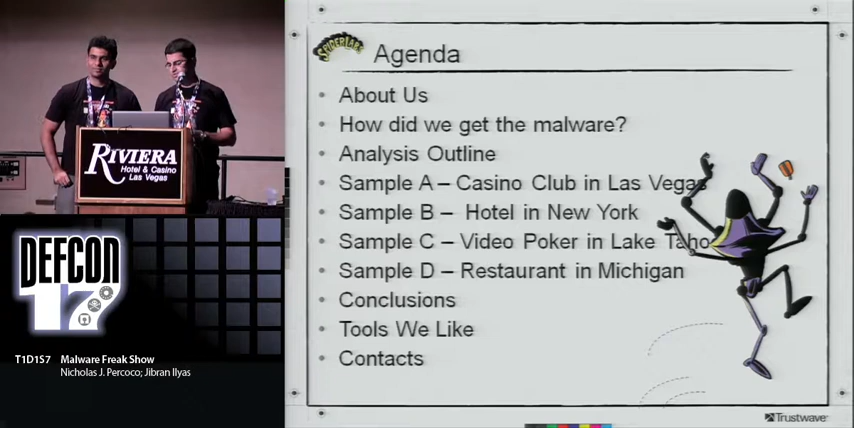 RIVIERA
Hotel & Casino
Las Vegas
DEFCON
17
T1D1S7 Malware Freak Show
Nicholas J. Percoco; Jibran Ilyas
SPIDERLABS
Agenda
• About Us
• How did we get the malware?
• Analysis Outline
• Sample A – Casino Club in Las Vegas
• Sample B – Hotel in New York
• Sample C – Video Poker in Lake Taho
• Sample D – Restaurant in Michigan
• Conclusions
• Tools We Like
• Contacts
Trustwave